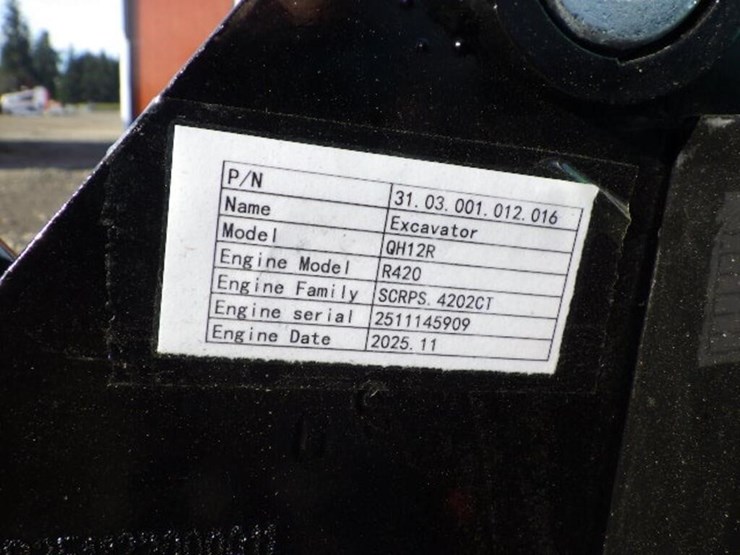 P/N 31.03.001.012.016
Name Excavator
Model QH12R
Engine Model R420
Engine Family SCRPS.4202CT
Engine serial 2511145909
Engine Date 2025.11